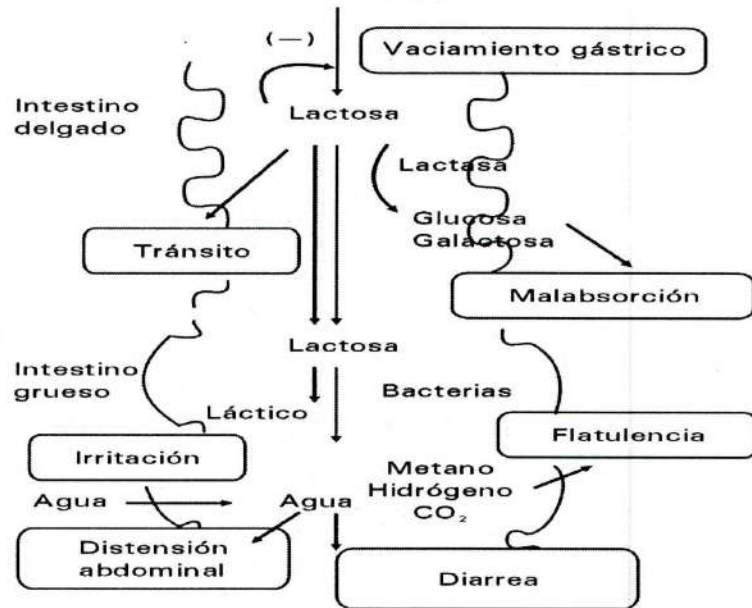 (—)
Vaciamiento gástrico
Intestino
delgado
Lactosa
Lactasa
Glucosa
Galactosa
Tránsito
Malabsorción
Lactosa
Intestino
grueso
Bacterias
Láctico
Flatulencia
Irritación
Metano
Hidrógeno
CO₂
Agua
Agua
Distensión
abdominal
Diarrea